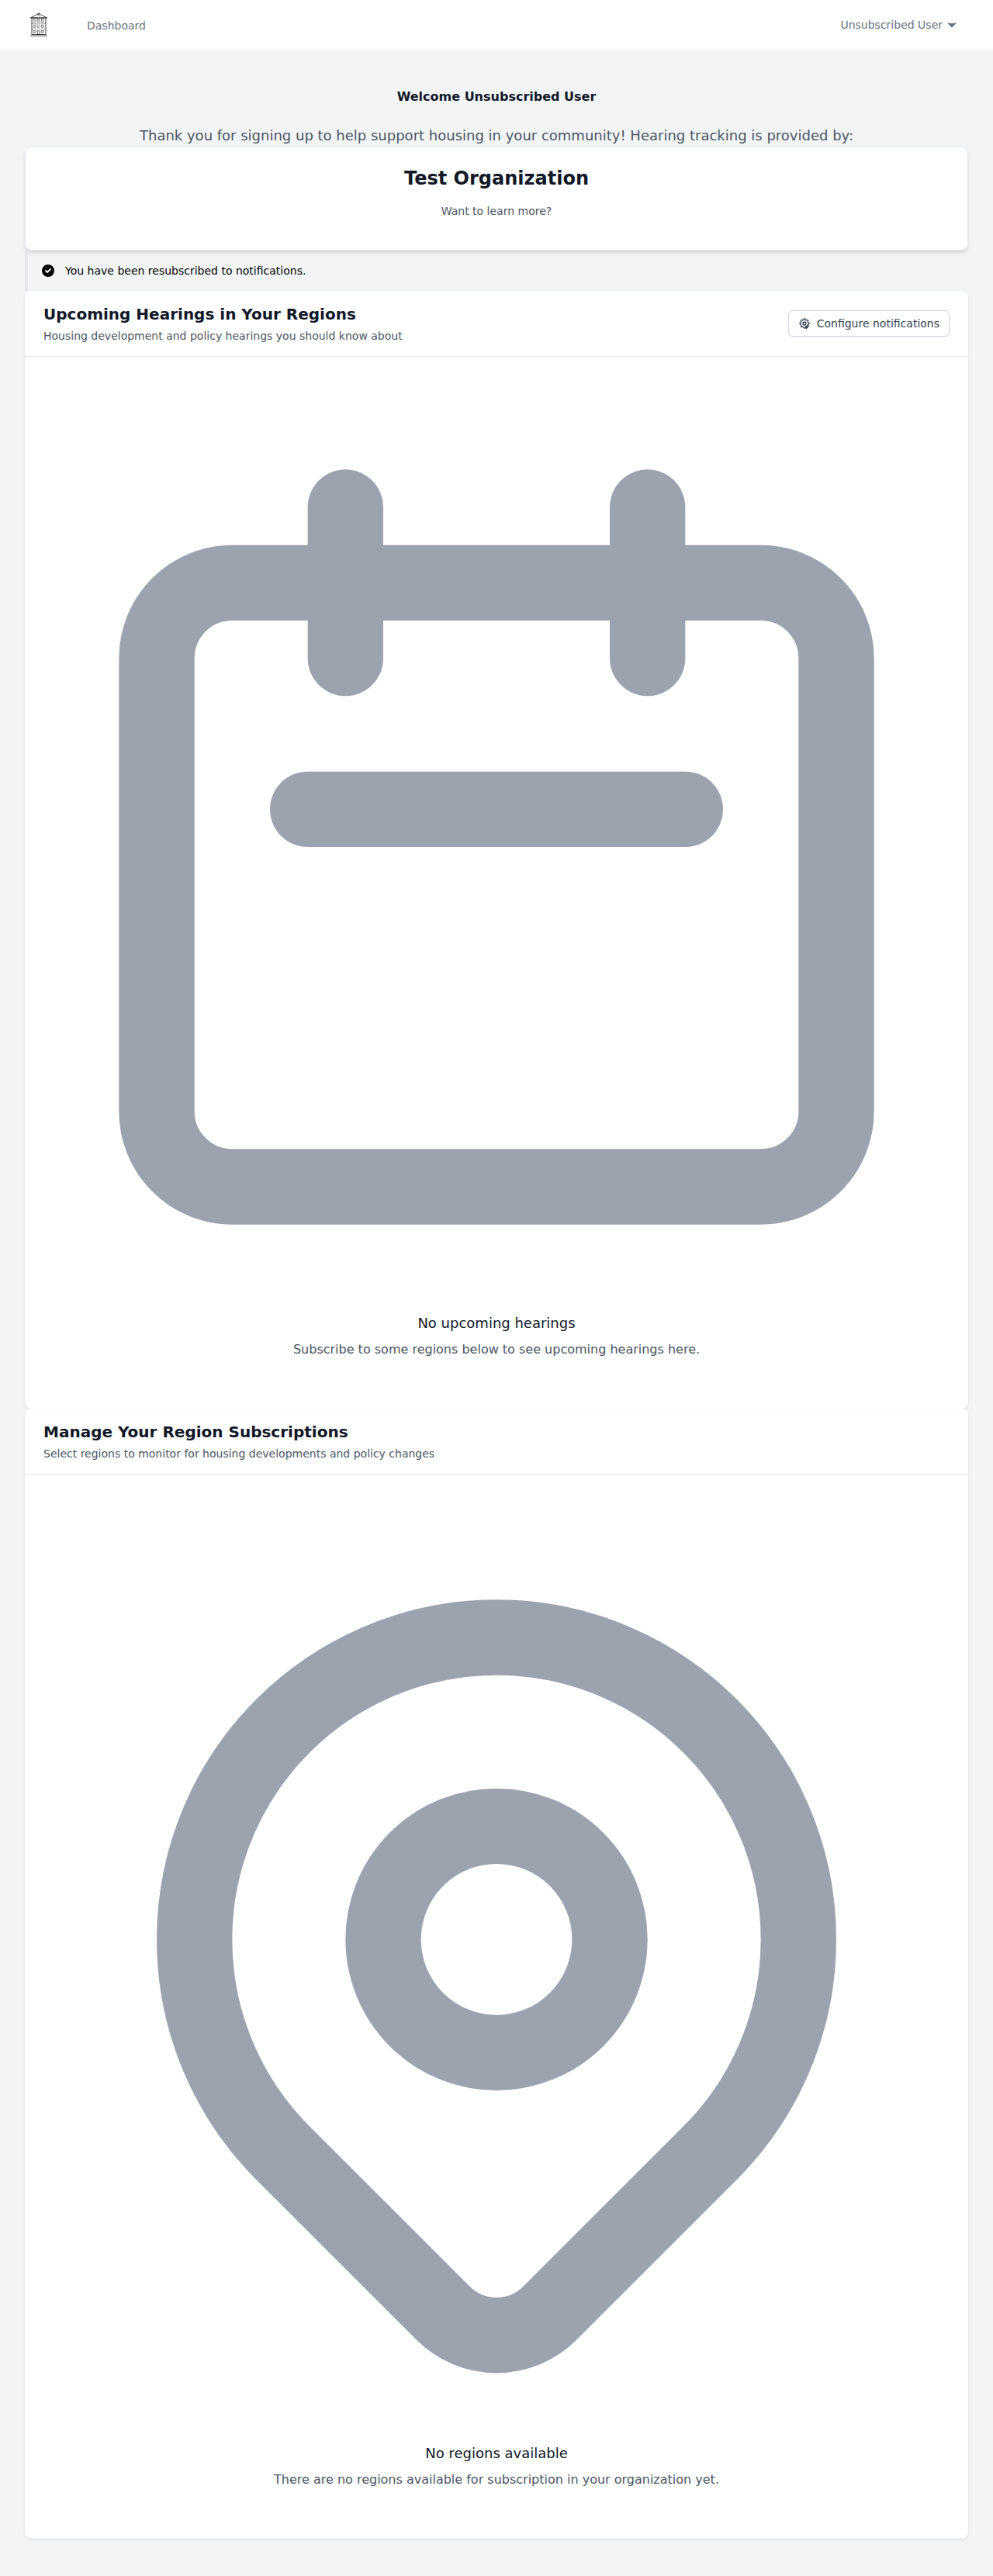 Dashboard
Unsubscribed User
Welcome Unsubscribed User
Thank you for signing up to help support housing in your community! Hearing tracking is provided by:
Test Organization
Want to learn more?
You have been resubscribed to notifications.
Upcoming Hearings in Your Regions
Housing development and policy hearings you should know about
Configure notifications
No upcoming hearings
Subscribe to some regions below to see upcoming hearings here.
Manage Your Region Subscriptions
Select regions to monitor for housing developments and policy changes
No regions available
There are no regions available for subscription in your organization yet.